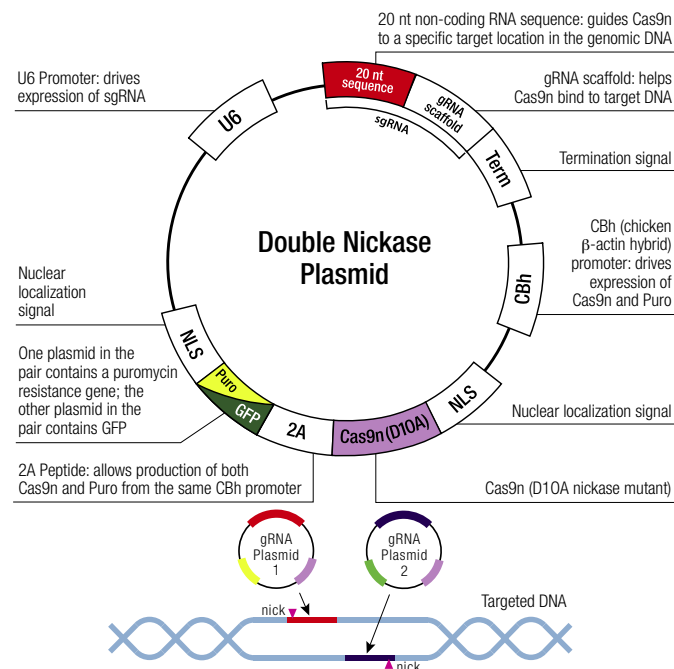 20 nt non-coding RNA sequence: guides Cas9n
to a specific target location in the genomic DNA
U6 Promoter: drives
expression of sgRNA
gRNA scaffold: helps
Cas9n bind to target DNA
20 nt
sequence
gRNA
scaffold
sgRNA
U6
Term
Termination signal
Double Nickase
Plasmid
CBh (chicken
β-actin hybrid)
promoter: drives
expression of
Cas9n and Puro
CBh
Nuclear
localization
signal
NLS
One plasmid in the
pair contains a puromycin
resistance gene; the
other plasmid in the
pair contains GFP
Puro
GFP
2A
Cas9n (D10A)
NLS
Nuclear localization signal
2A Peptide: allows production of both
Cas9n and Puro from the same CBh promoter
Cas9n (D10A nickase mutant)
gRNA
Plasmid
1
gRNA
Plasmid
2
nick
Targeted DNA
nick